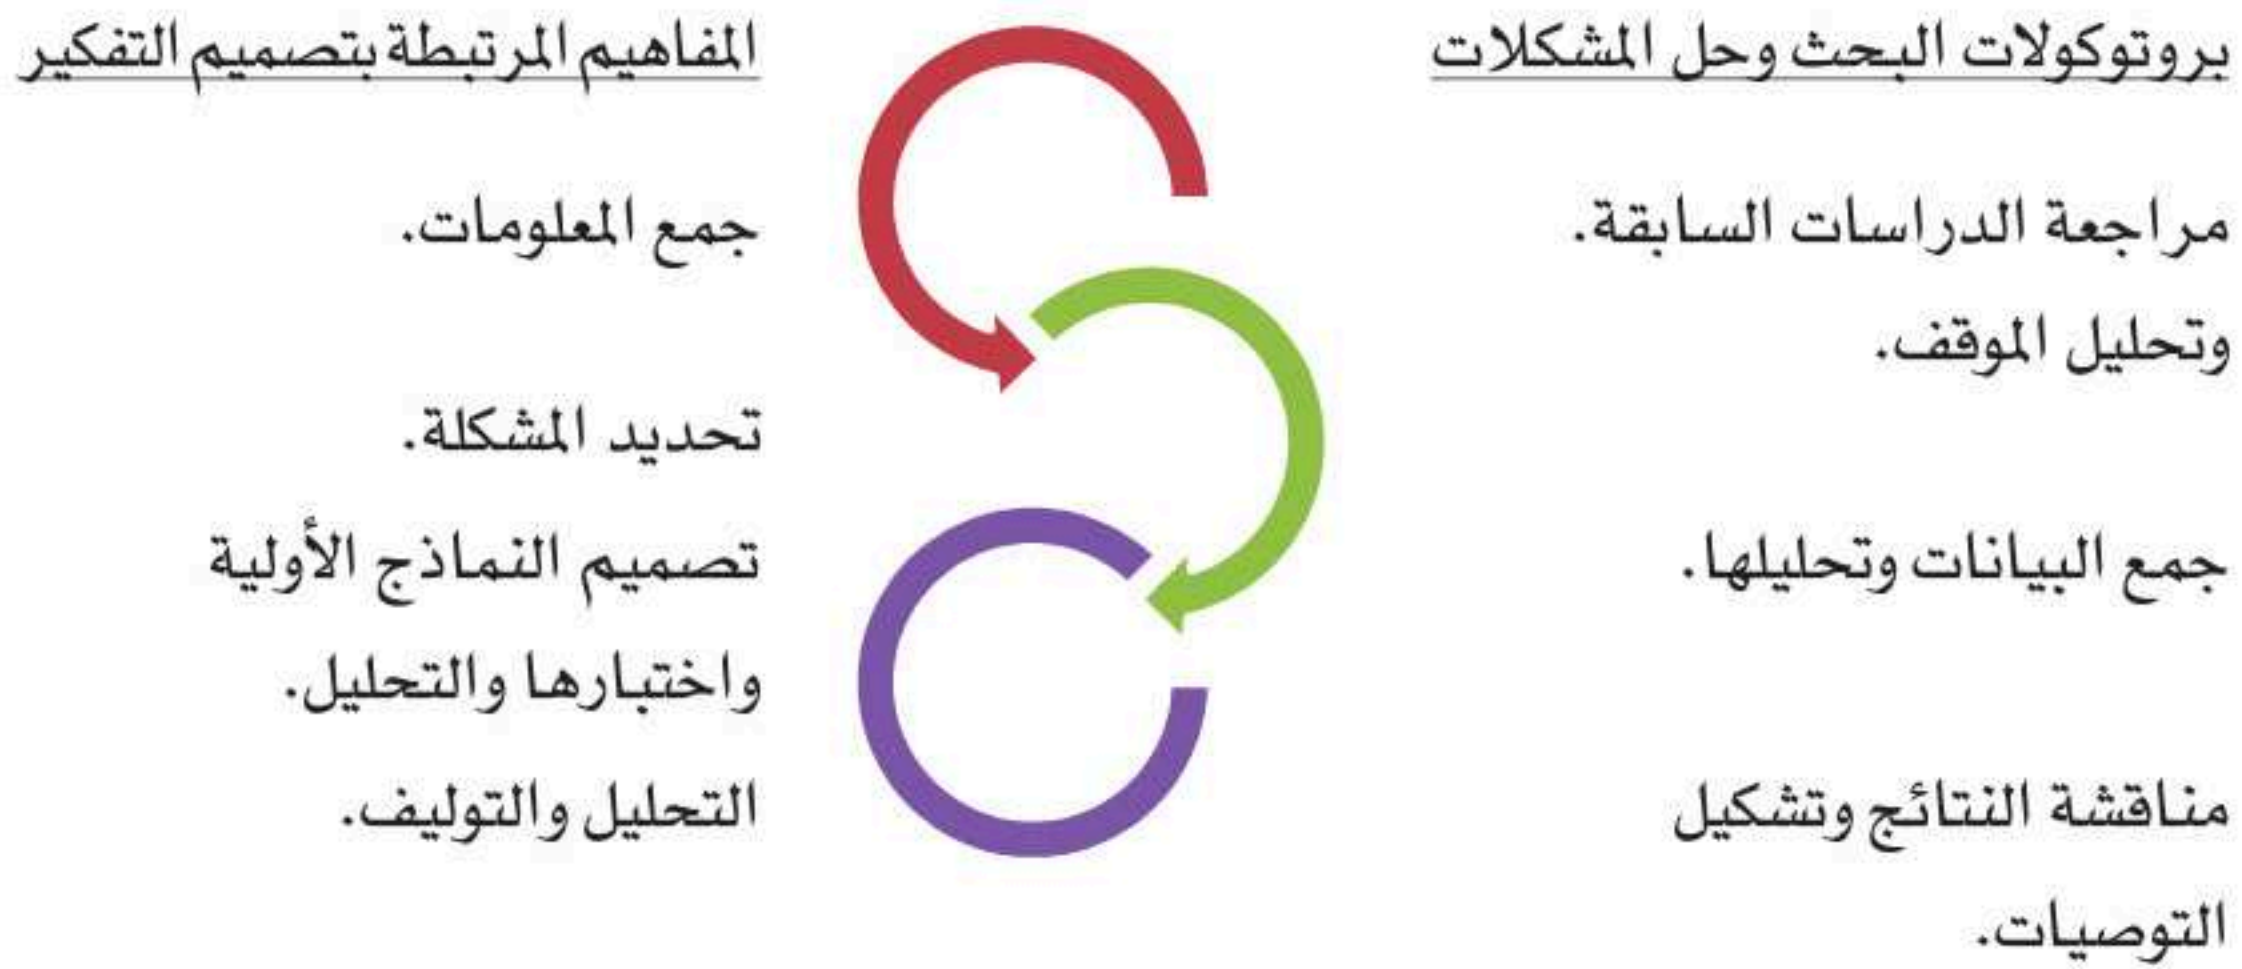 بروتوكولات البحث وحل المشكلات
مراجعة الدراسات السابقة.
وتحليل الموقف.
جمع البيانات وتحليلها.
مناقشة النتائج وتشكيل
التوصيات.
المفاهيم المرتبطة بتصميم التفكير
جمع المعلومات.
تحديد المشكلة.
تصميم النماذج الأولية
واختبارها والتحليل.
التحليل والتوليف.